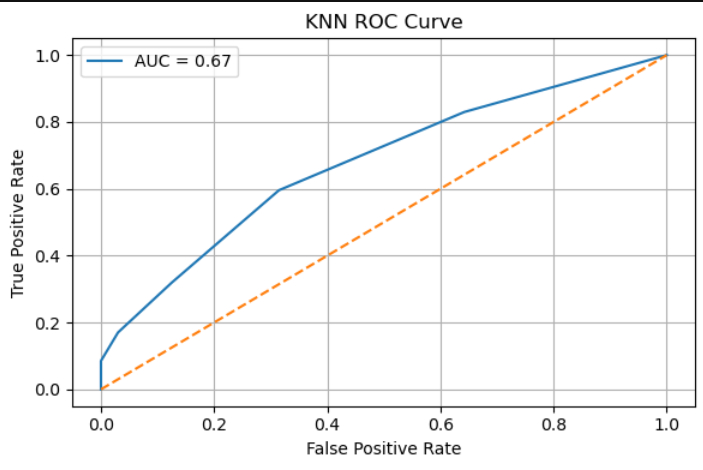 KNN ROC Curve
AUC = 0.67
True Positive Rate
1.0
0.8
0.6
0.4
0.2
0.0
0.0 0.2 0.4 0.6 0.8 1.0
False Positive Rate